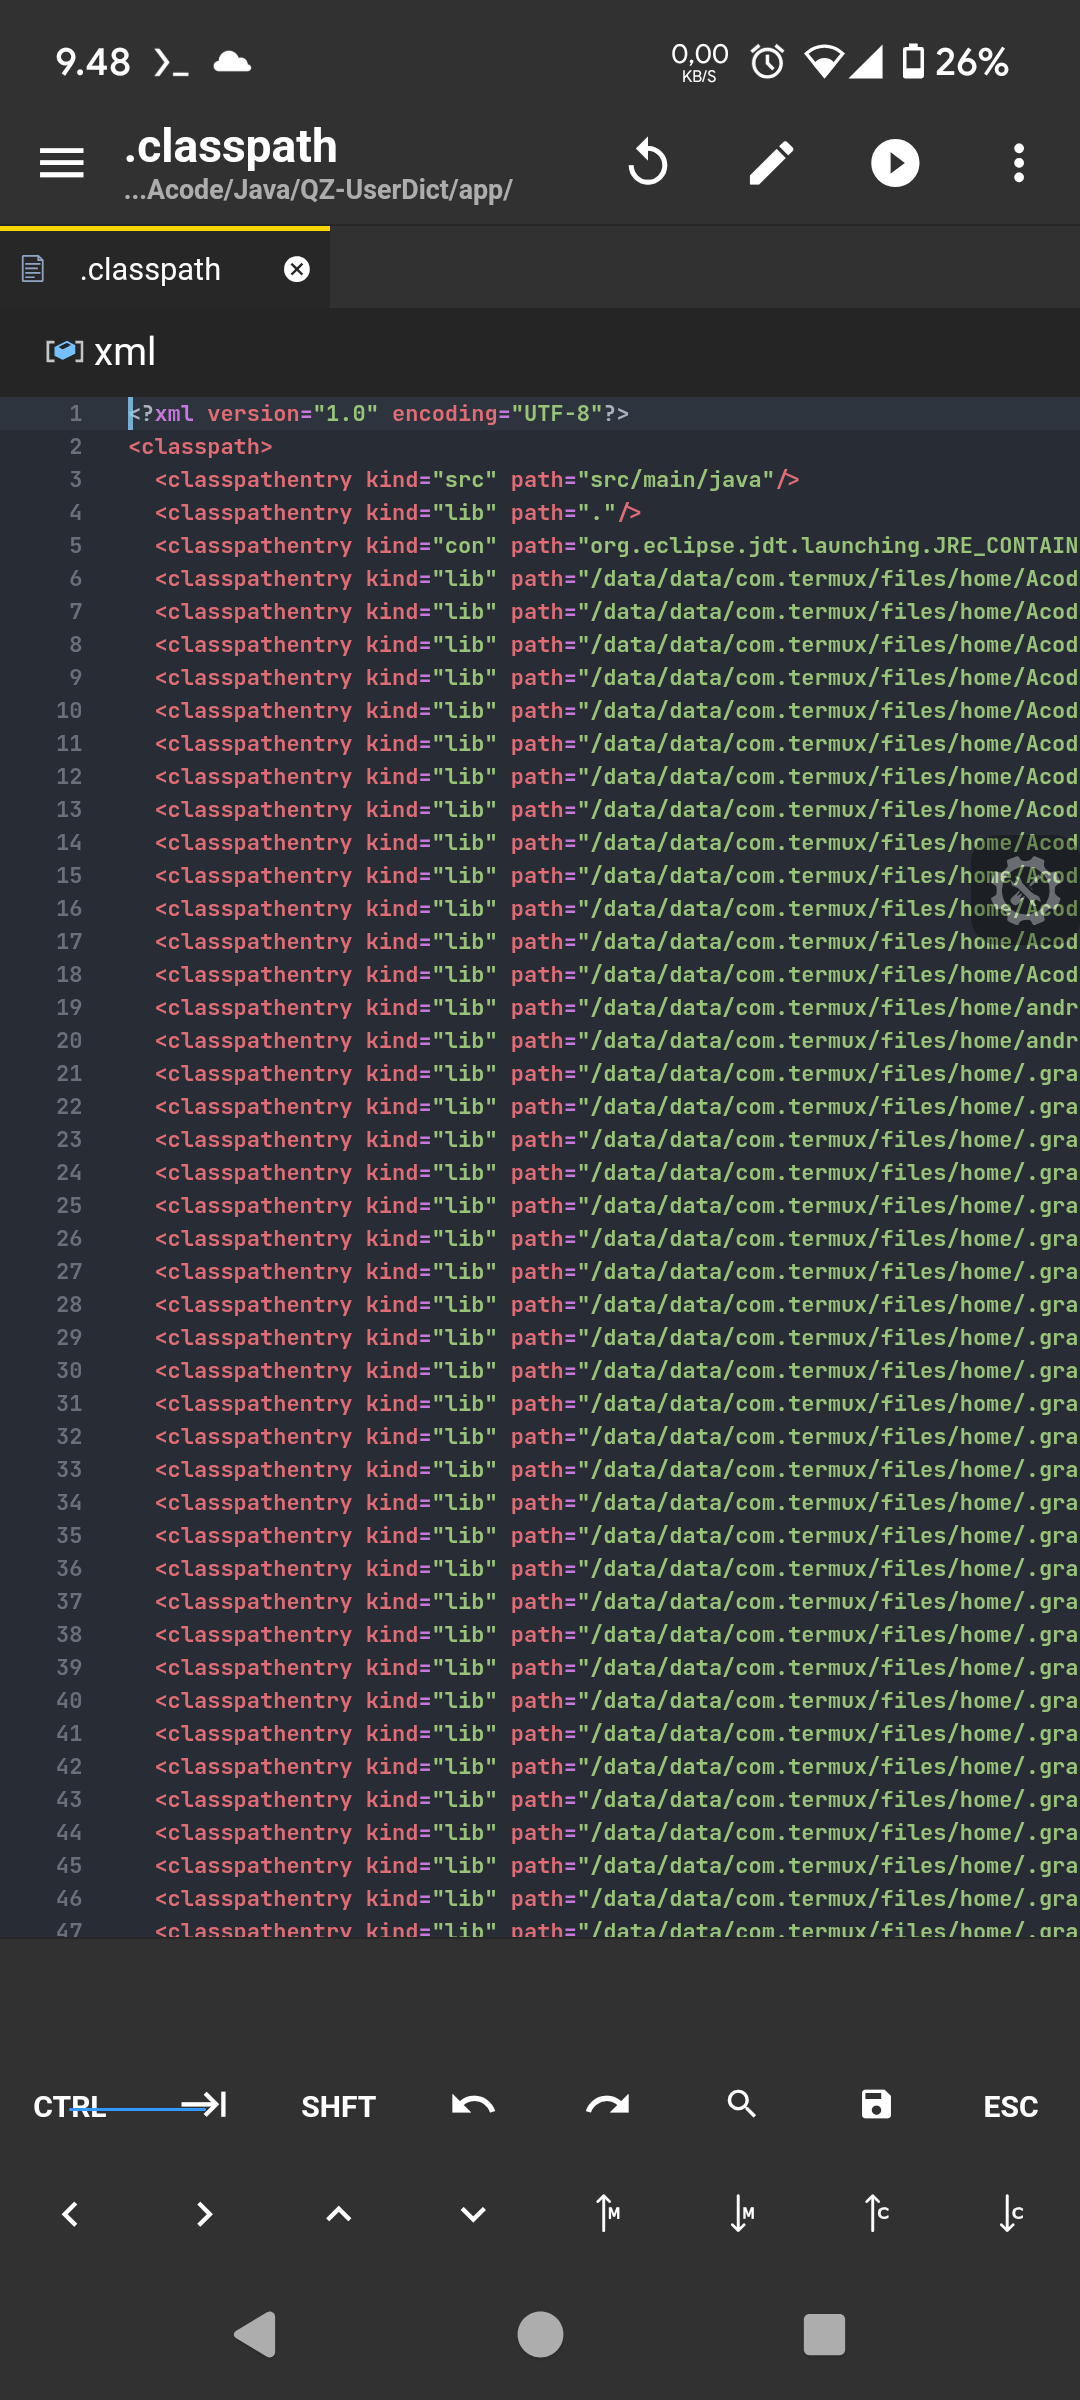 9.48 0,00 KB/S 26%
.classpath
...Acode/Java/QZ-UserDict/app/
.classpath
xml
1 <?xml version="1.0" encoding="UTF-8"?>
2 <classpath>
3 <classpathentry kind="src" path="src/main/java"/>
4 <classpathentry kind="lib" path="."/>
5 <classpathentry kind="con" path="org.eclipse.jdt.launching.JRE_CONTAIN
6 <classpathentry kind="lib" path="/data/data/com.termux/files/home/Acod
7 <classpathentry kind="lib" path="/data/data/com.termux/files/home/Acod
8 <classpathentry kind="lib" path="/data/data/com.termux/files/home/Acod
9 <classpathentry kind="lib" path="/data/data/com.termux/files/home/Acod
10 <classpathentry kind="lib" path="/data/data/com.termux/files/home/Acod
11 <classpathentry kind="lib" path="/data/data/com.termux/files/home/Acod
12 <classpathentry kind="lib" path="/data/data/com.termux/files/home/Acod
13 <classpathentry kind="lib" path="/data/data/com.termux/files/home/Acod
14 <classpathentry kind="lib" path="/data/data/com.termux/files/home/Acod
15 <classpathentry kind="lib" path="/data/data/com.termux/files/home/Acod
16 <classpathentry kind="lib" path="/data/data/com.termux/files/home/Acod
17 <classpathentry kind="lib" path="/data/data/com.termux/files/home/Acod
18 <classpathentry kind="lib" path="/data/data/com.termux/files/home/Acod
19 <classpathentry kind="lib" path="/data/data/com.termux/files/home/andr
20 <classpathentry kind="lib" path="/data/data/com.termux/files/home/andr
21 <classpathentry kind="lib" path="/data/data/com.termux/files/home/.gra
22 <classpathentry kind="lib" path="/data/data/com.termux/files/home/.gra
23 <classpathentry kind="lib" path="/data/data/com.termux/files/home/.gra
24 <classpathentry kind="lib" path="/data/data/com.termux/files/home/.gra
25 <classpathentry kind="lib" path="/data/data/com.termux/files/home/.gra
26 <classpathentry kind="lib" path="/data/data/com.termux/files/home/.gra
27 <classpathentry kind="lib" path="/data/data/com.termux/files/home/.gra
28 <classpathentry kind="lib" path="/data/data/com.termux/files/home/.gra
29 <classpathentry kind="lib" path="/data/data/com.termux/files/home/.gra
30 <classpathentry kind="lib" path="/data/data/com.termux/files/home/.gra
31 <classpathentry kind="lib" path="/data/data/com.termux/files/home/.gra
32 <classpathentry kind="lib" path="/data/data/com.termux/files/home/.gra
33 <classpathentry kind="lib" path="/data/data/com.termux/files/home/.gra
34 <classpathentry kind="lib" path="/data/data/com.termux/files/home/.gra
35 <classpathentry kind="lib" path="/data/data/com.termux/files/home/.gra
36 <classpathentry kind="lib" path="/data/data/com.termux/files/home/.gra
37 <classpathentry kind="lib" path="/data/data/com.termux/files/home/.gra
38 <classpathentry kind="lib" path="/data/data/com.termux/files/home/.gra
39 <classpathentry kind="lib" path="/data/data/com.termux/files/home/.gra
40 <classpathentry kind="lib" path="/data/data/com.termux/files/home/.gra
41 <classpathentry kind="lib" path="/data/data/com.termux/files/home/.gra
42 <classpathentry kind="lib" path="/data/data/com.termux/files/home/.gra
43 <classpathentry kind="lib" path="/data/data/com.termux/files/home/.gra
44 <classpathentry kind="lib" path="/data/data/com.termux/files/home/.gra
45 <classpathentry kind="lib" path="/data/data/com.termux/files/home/.gra
46 <classpathentry kind="lib" path="/data/data/com.termux/files/home/.gra
47 <classpathentry kind="lib" path="/data/data/com.termux/files/home/.gra
CTRL SHFT ESC
M M C C